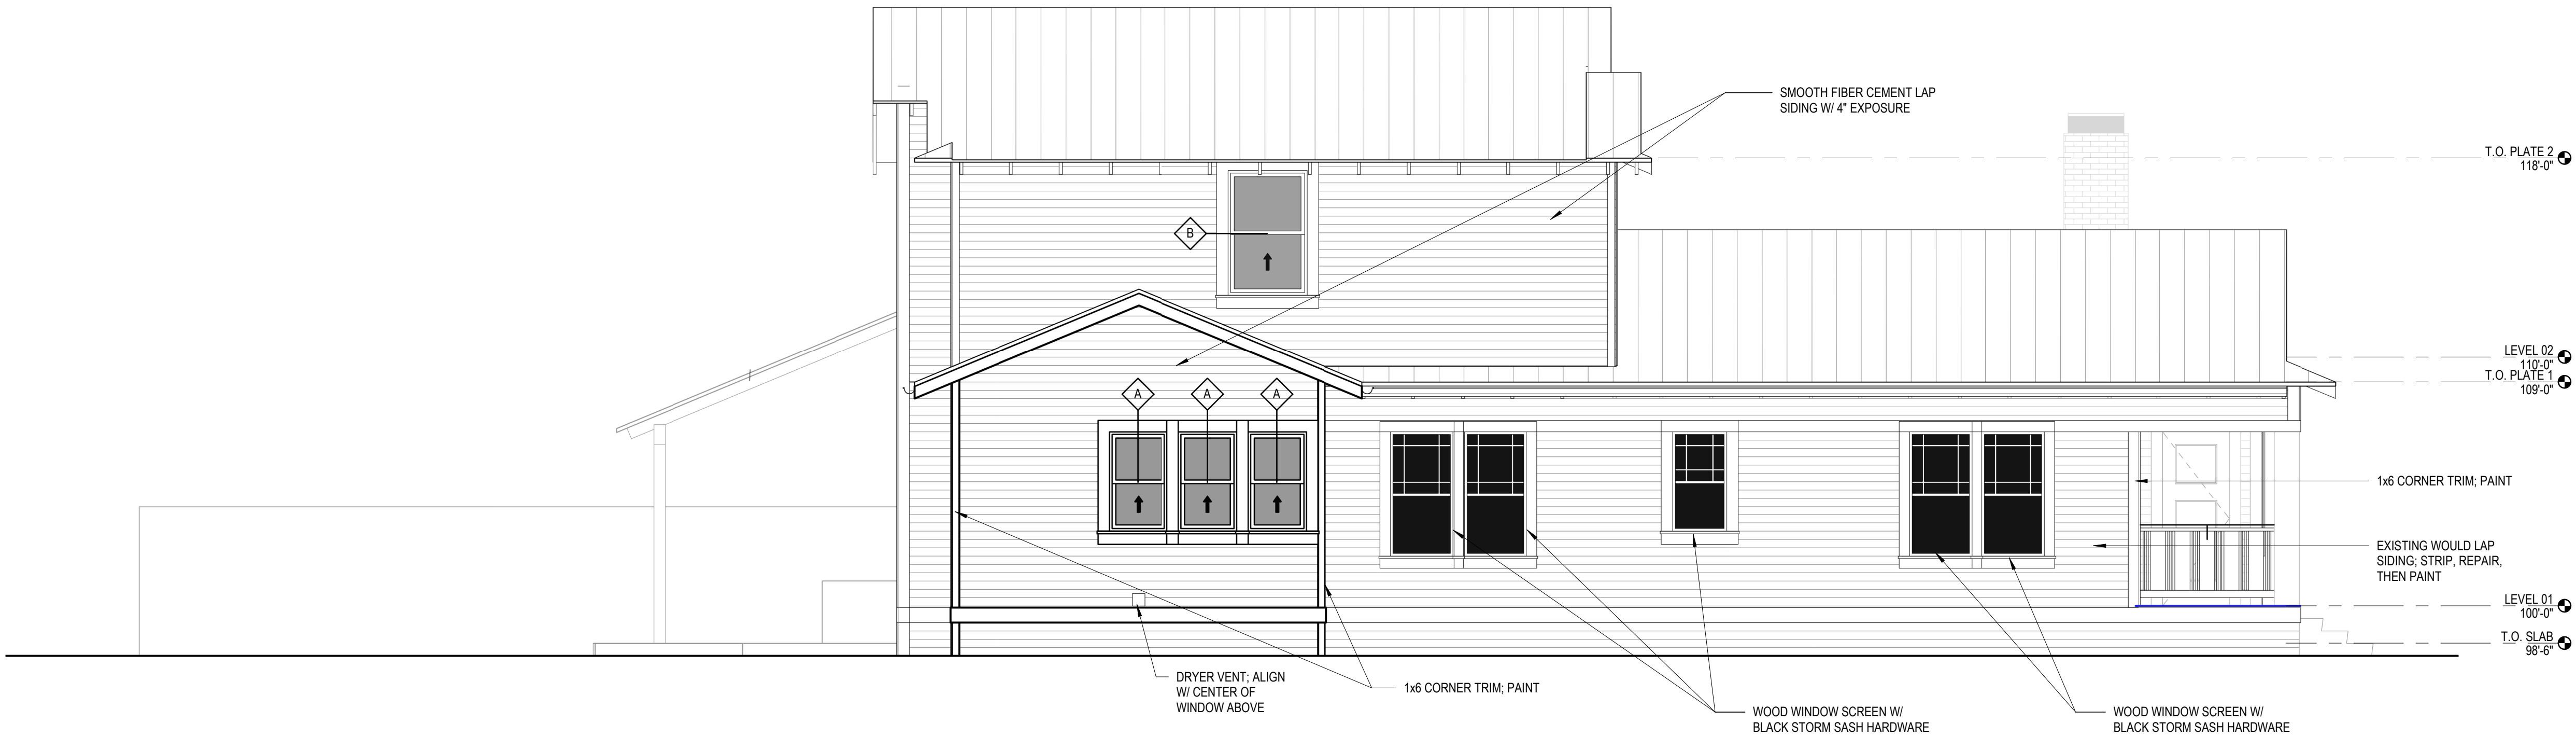 SMOOTH FIBER CEMENT LAP
SIDING W/ 4" EXPOSURE
T.O. PLATE 2
118'-0"
B
LEVEL 02
110'-0"
T.O. PLATE 1
109'-0"
A
A
A
1x6 CORNER TRIM; PAINT
EXISTING WOULD LAP
SIDING; STRIP, REPAIR,
THEN PAINT
LEVEL 01
100'-0"
T.O. SLAB
98'-6"
DRYER VENT; ALIGN
W/ CENTER OF
WINDOW ABOVE
1x6 CORNER TRIM; PAINT
WOOD WINDOW SCREEN W/
BLACK STORM SASH HARDWARE
WOOD WINDOW SCREEN W/
BLACK STORM SASH HARDWARE